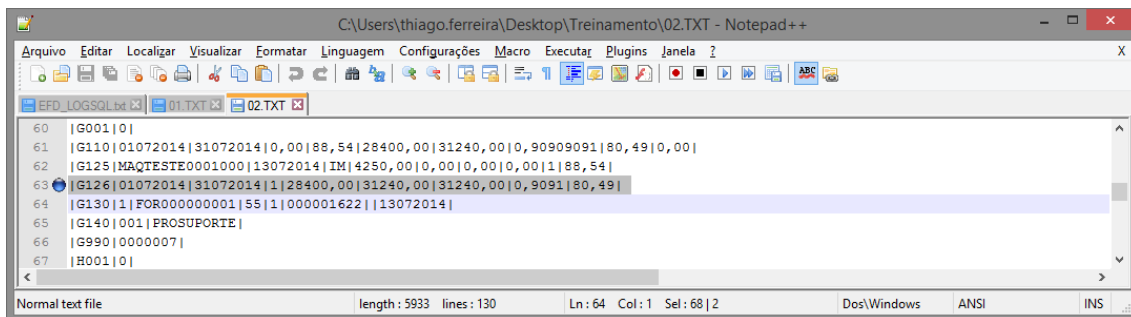 C:\Users\thiago.ferreira\Desktop\Treinamento\02.TXT - Notepad++
Arquivo Editar Localizar Visualizar Formatar Linguagem Configurações Macro Executar Plugins Janela ? X
EFD_LOGSQL.txt 01.TXT 02.TXT
60 |G001|0|
61 |G110|01072014|31072014|0,00|88,54|28400,00|31240,00|0,90909091|80,49|0,00|
62 |G125|MAQTESTE0001000|13072014|IM|4250,00|0,00|0,00|0,00|1|88,54|
63 |G126|01072014|31072014|1|28400,00|31240,00|31240,00|0,9091|80,49|
64 |G130|1|FOR000000001|55|1|000001622||13072014|
65 |G140|001|PROSUPORTE|
66 |G990|0000007|
67 |H001|0|
Normal text file length : 5933 lines : 130 Ln : 64 Col : 1 Sel : 68 | 2 Dos\Windows ANSI INS